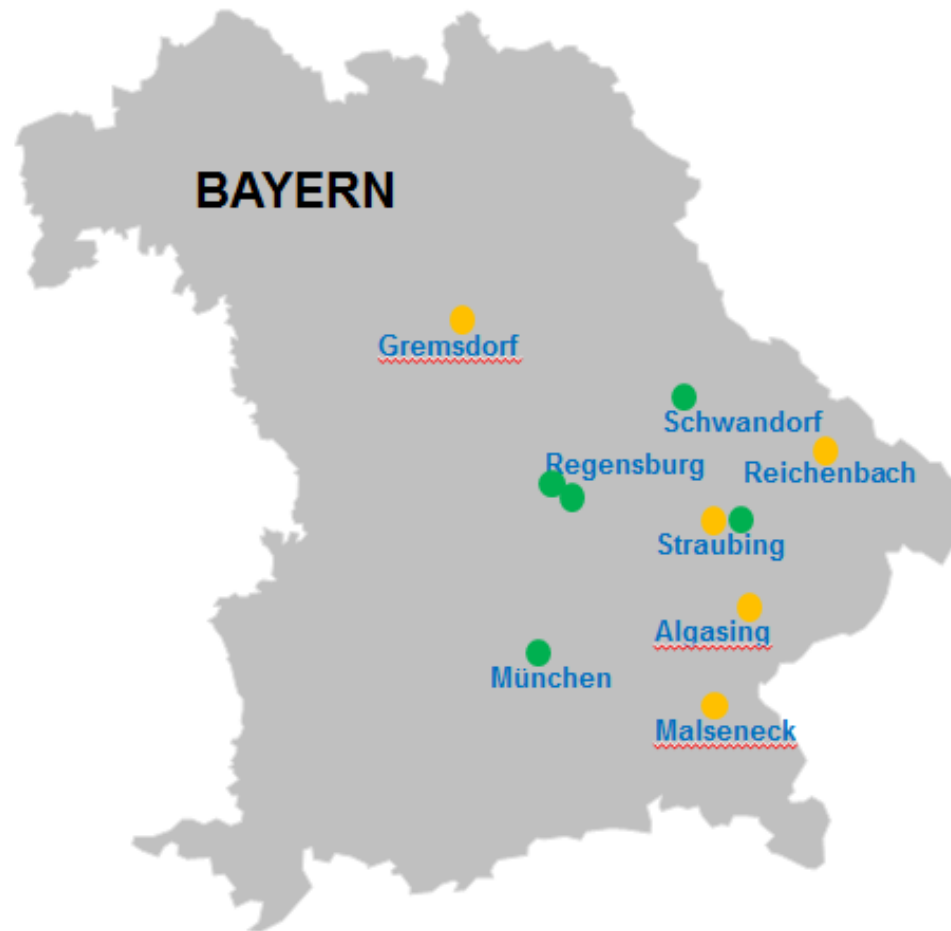 BAYERN
Gremsdorf
Schwandorf
Regensburg
Reichenbach
Straubing
Algasing
München
Malseneck